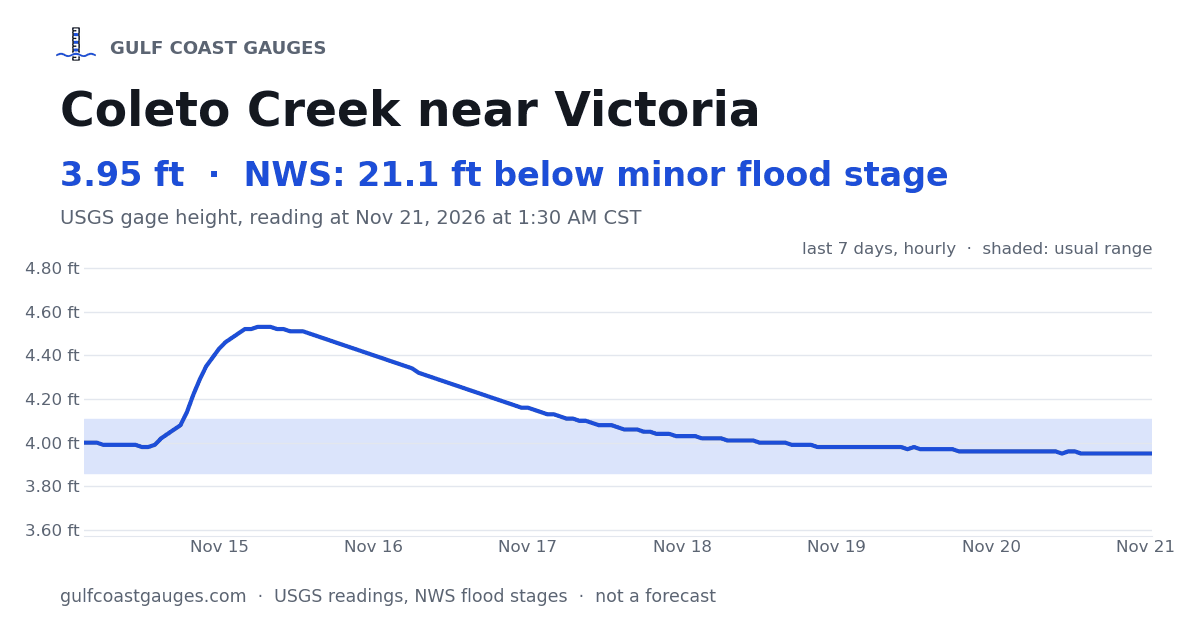 GULF COAST GAUGES
Coleto Creek near Victoria
3.95 ft · NWS: 21.1 ft below minor flood stage
USGS gage height, reading at Nov 21, 2026 at 1:30 AM CST
last 7 days, hourly · shaded: usual range
4.80 ft
4.60 ft
4.40 ft
4.20 ft
4.00 ft
3.80 ft
3.60 ft
Nov 15 Nov 16 Nov 17 Nov 18 Nov 19 Nov 20 Nov 21
gulfcoastgauges.com · USGS readings, NWS flood stages · not a forecast